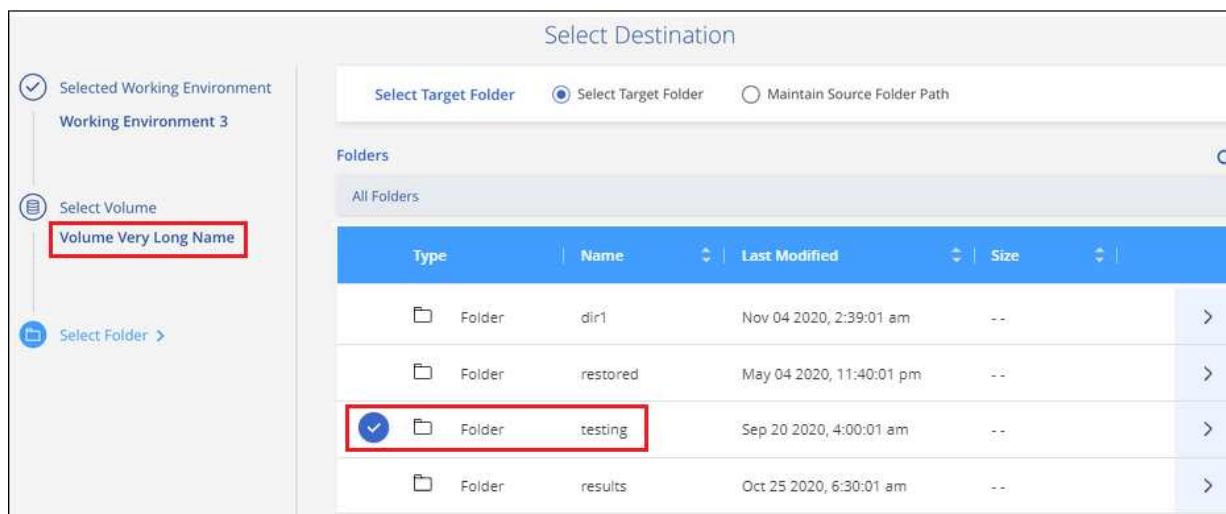 Select Destination
Selected Working Environment
Working Environment 3
Select Volume
Volume Very Long Name
Select Folder >
Select Target Folder Select Target Folder Maintain Source Folder Path
Folders
All Folders
Type Name Last Modified Size
Folder dir1 Nov 04 2020, 2:39:01 am - -
Folder restored May 04 2020, 11:40:01 pm - -
Folder testing Sep 20 2020, 4:00:01 am - -
Folder results Oct 25 2020, 6:30:01 am - -